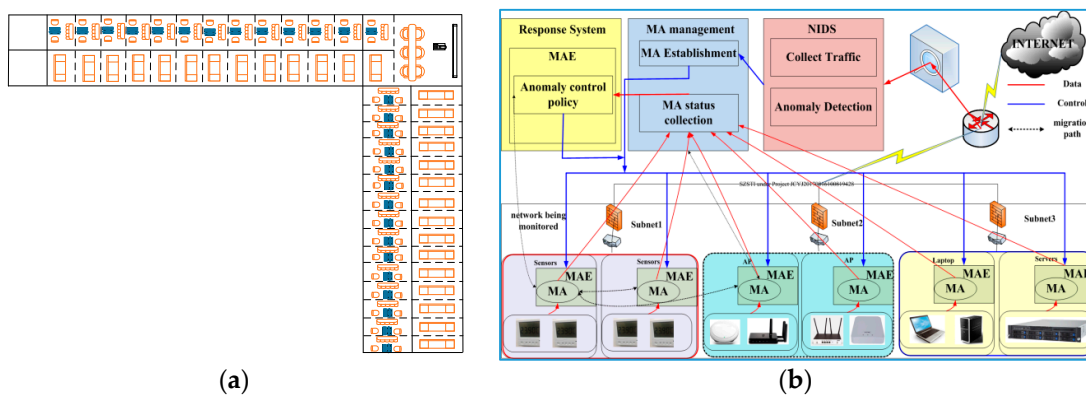 Response System
MAE
Anomaly control
policy
MA management
MA Establishment
MA status
collection
NIDS
Collect Traffic
Anomaly Detection
INTERNET
Data
Control
migration
path
network being
monitored
Subnet1
Subnet2
Subnet3
Sensors
MAE
MA
Sensors
MAE
MA
AP
MAE
MA
AP
MAE
MA
Laptop
MAE
MA
Servers
MAE
MA
(a)
(b)